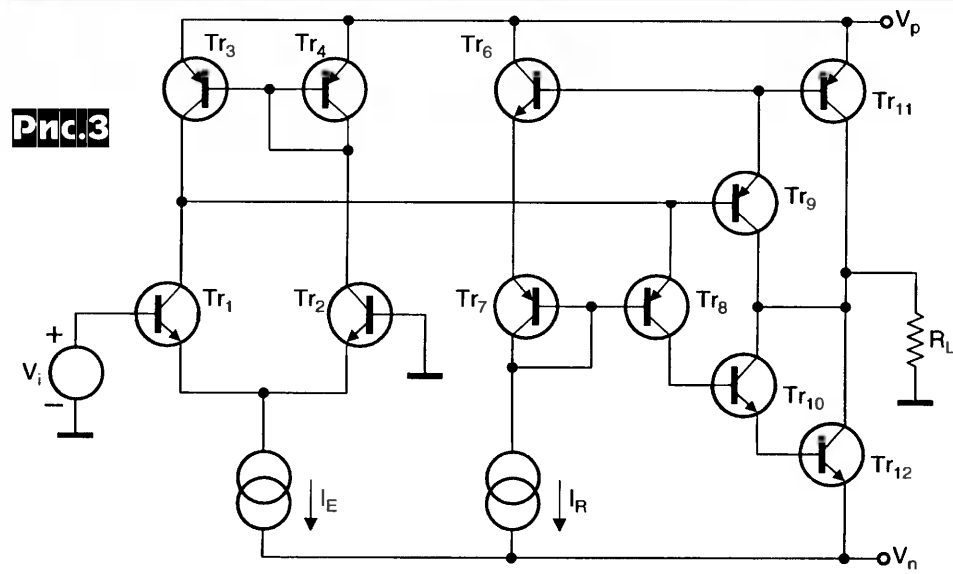 Рис.3
Tr3
Tr4
Tr6
Vp
Tr11
Tr9
Tr1
Tr2
Tr7
Tr8
+
Vi
−
RL
Tr10
Tr12
IE
IR
Vn